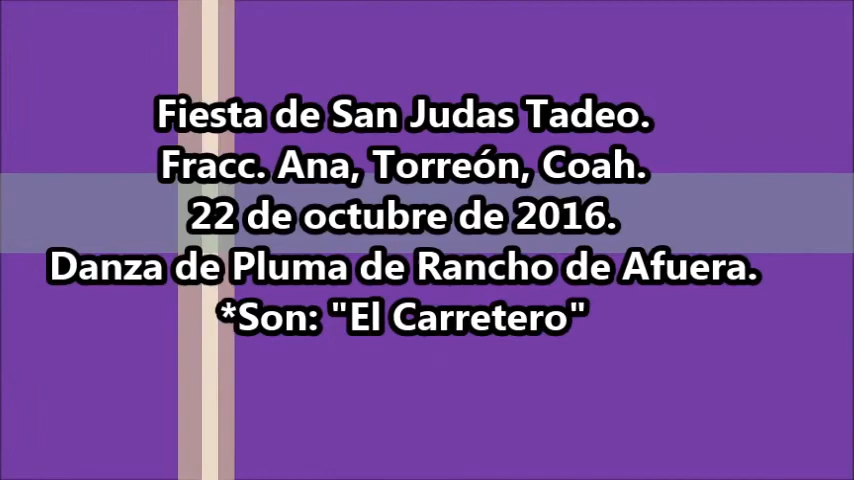 Fiesta de San Judas Tadeo.
Fracc. Ana, Torreón, Coah.
22 de octubre de 2016.
Danza de Pluma de Rancho de Afuera.
*Son: "El Carretero"